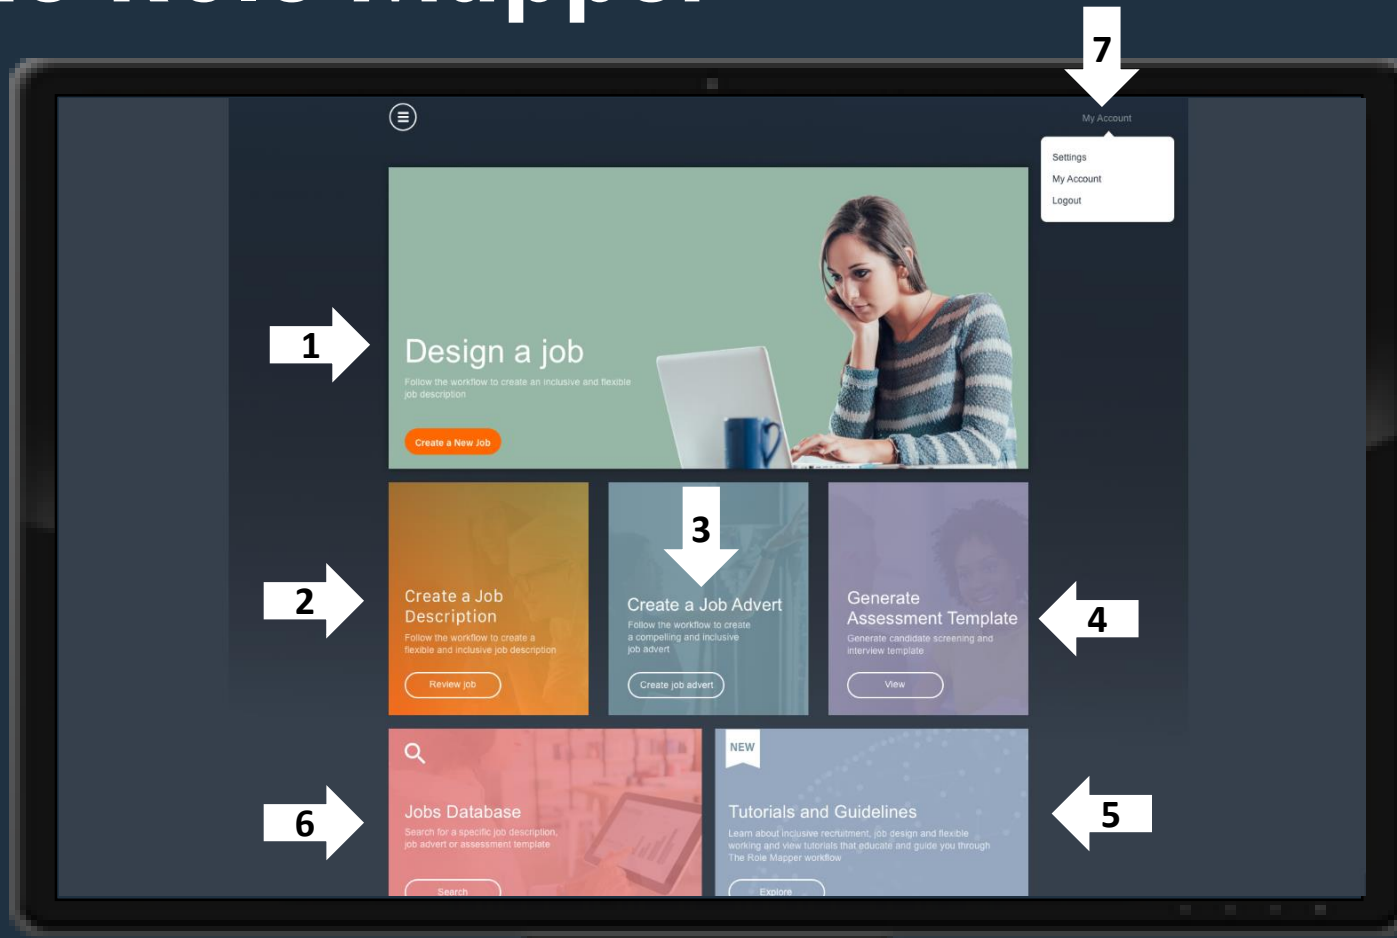 Role Mapper
7
My Account
Settings
My Account
Logout
1
Design a job
Follow the workflow to create an inclusive and flexible
job description
Create a New Job
2
Create a Job
Description
Follow the workflow to create a
flexible and inclusive job description
Review job
3
Create a Job Advert
Follow the workflow to create
a compelling and inclusive
job advert
Create job advert
Generate
Assessment Template
Generate candidate screening and
interview template
View
4
6
Jobs Database
Search for a specific job description,
job advert or assessment template
Search
NEW
Tutorials and Guidelines
Learn about inclusive recruitment, job design and flexible
working and view tutorials that educate and guide you through
The Role Mapper workflow
Explore
5